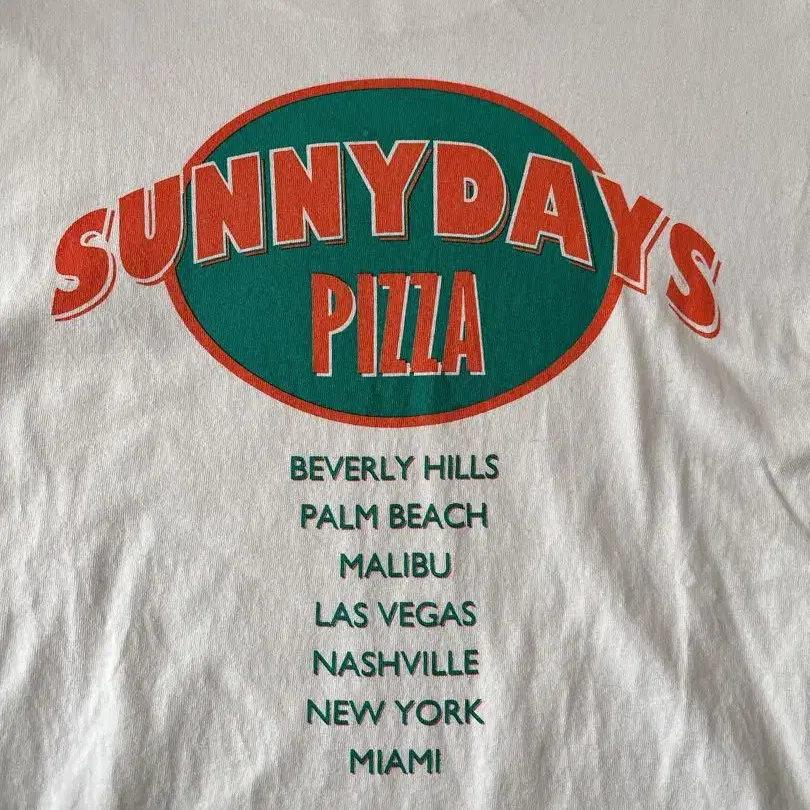 SUNNYDAYS
PIZZA
BEVERLY HILLS
PALM BEACH
MALIBU
LAS VEGAS
NASHVILLE
NEW YORK
MIAMI